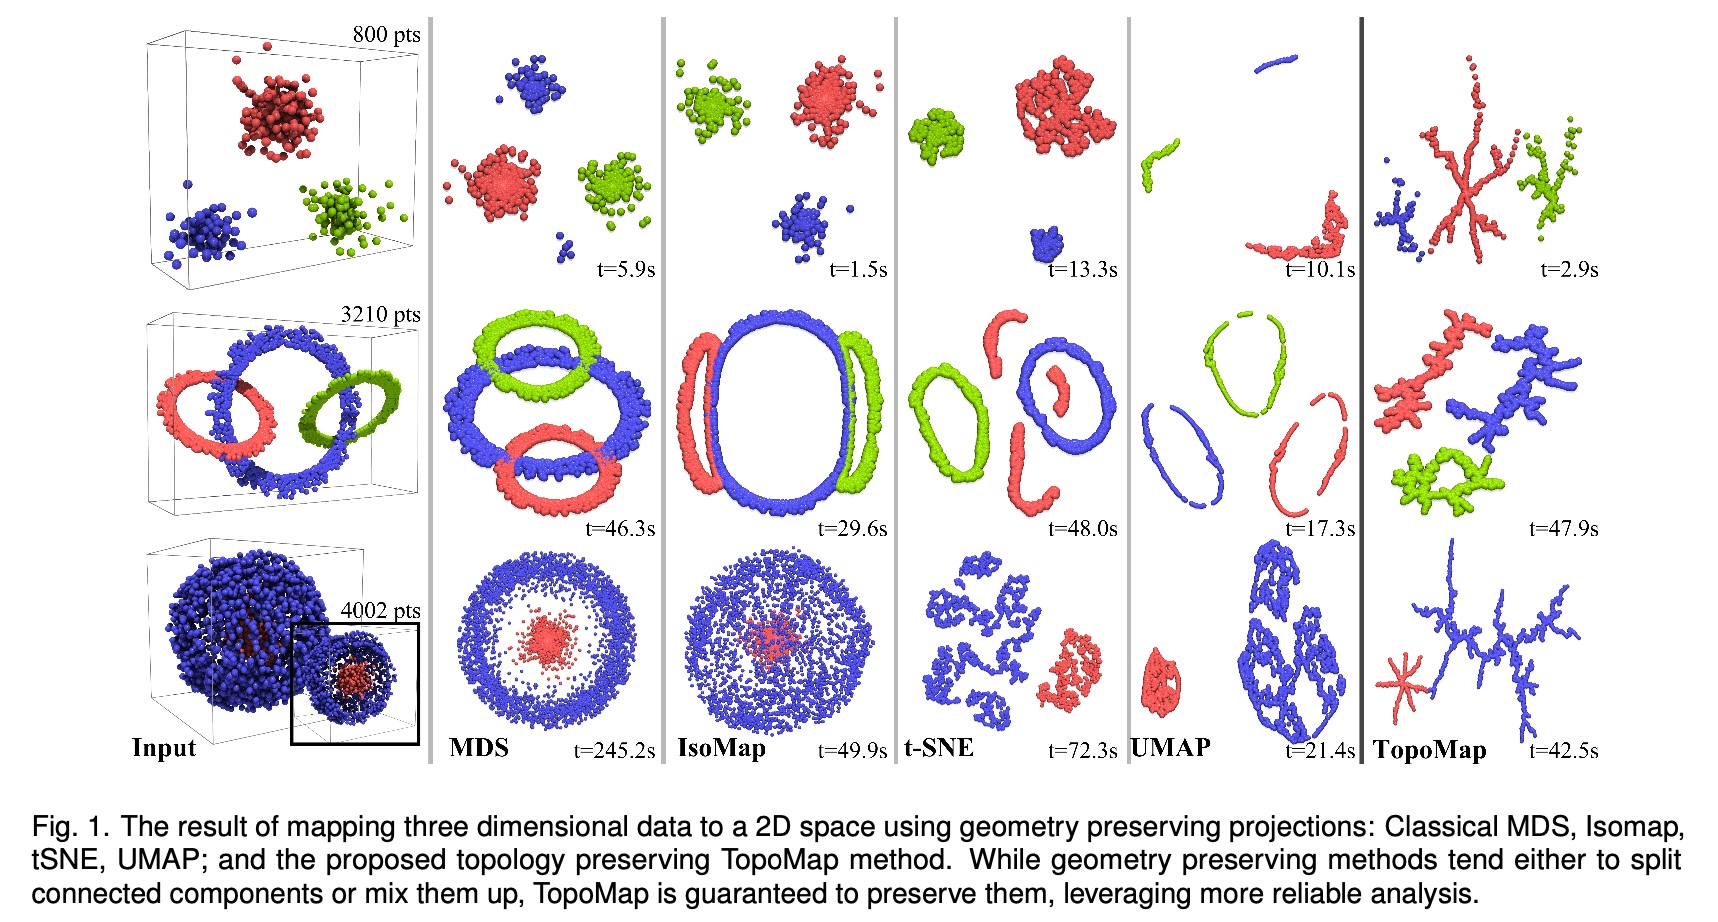 800 pts
t=5.9s
t=1.5s
t=13.3s
t=10.1s
t=2.9s
3210 pts
t=46.3s
t=29.6s
t=48.0s
t=17.3s
t=47.9s
4002 pts
Input
MDS
t=245.2s
IsoMap
t=49.9s
t-SNE
t=72.3s
UMAP
t=21.4s
TopoMap
t=42.5s
Fig. 1. The result of mapping three dimensional data to a 2D space using geometry preserving projections: Classical MDS, Isomap,
tSNE, UMAP; and the proposed topology preserving TopoMap method. While geometry preserving methods tend either to split
connected components or mix them up, TopoMap is guaranteed to preserve them, leveraging more reliable analysis.